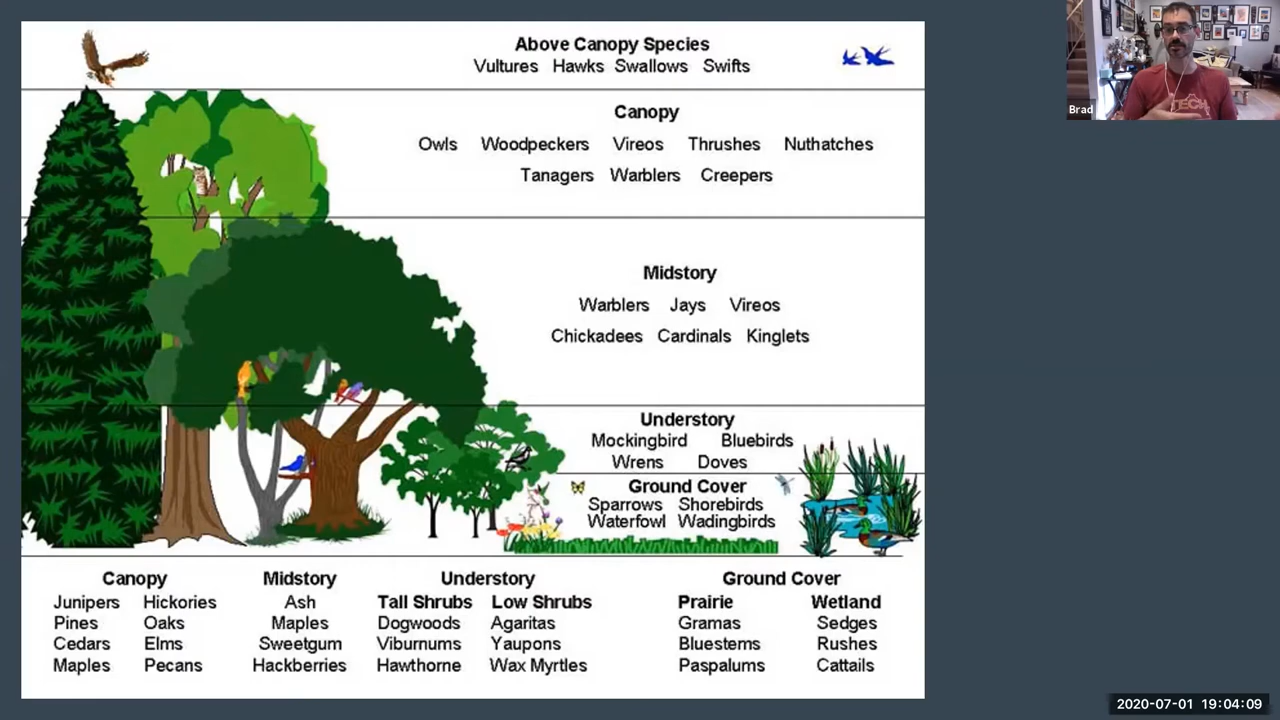 Above Canopy Species
Vultures Hawks Swallows Swifts
Canopy
Owls Woodpeckers Vireos Thrushes Nuthatches
Tanagers Warblers Creepers
Midstory
Warblers Jays Vireos
Chickadees Cardinals Kinglets
Understory
Mockingbird Bluebirds
Wrens Doves
Ground Cover
Sparrows Shorebirds
Waterfowl Wadingbirds
Canopy Midstory Understory Ground Cover
Junipers Hickories Ash Tall Shrubs Low Shrubs Prairie Wetland
Pines Oaks Maples Dogwoods Agaritas Gramas Sedges
Cedars Elms Sweetgum Viburnums Yaupons Bluestems Rushes
Maples Pecans Hackberries Hawthorne Wax Myrtles Paspalums Cattails
Brad
TECH
2020-07-01 19:04:09